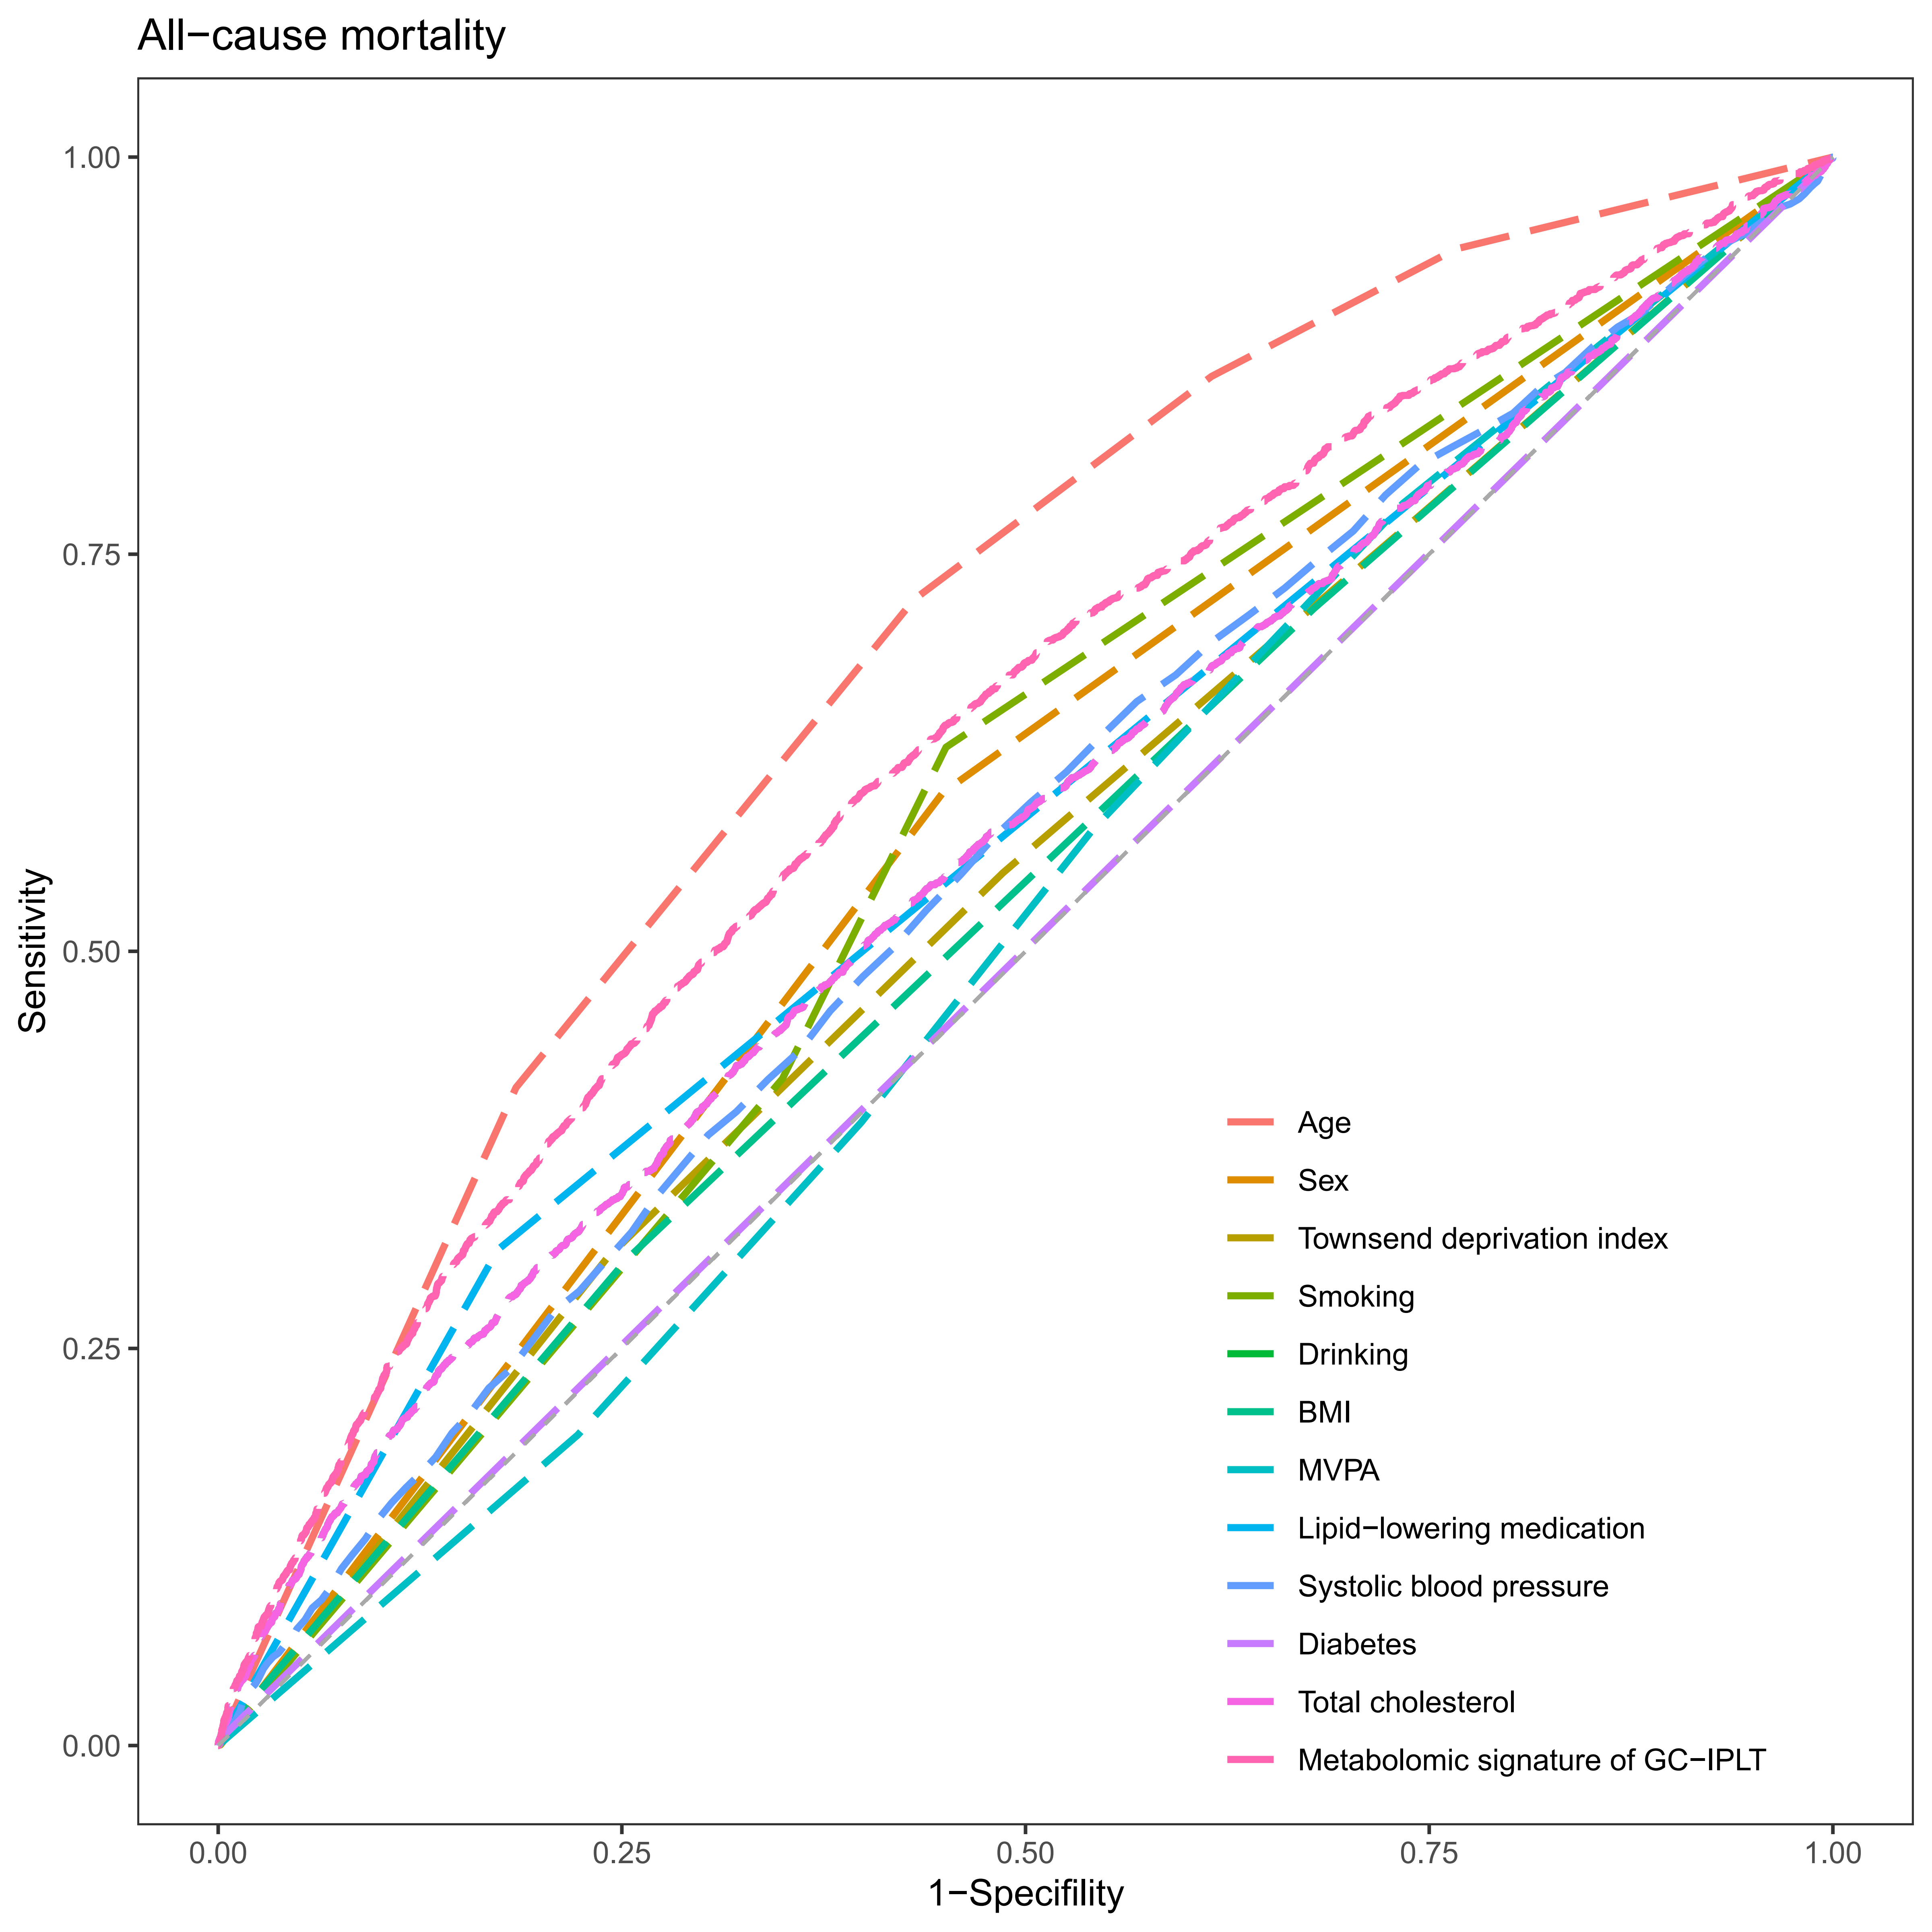 All−cause mortality
1.00
0.75
0.50
0.25
0.00
Sensitivity
0.00
0.25
0.50
0.75
1.00
1−Specifility
Age
Sex
Townsend deprivation index
Smoking
Drinking
BMI
MVPA
Lipid−lowering medication
Systolic blood pressure
Diabetes
Total cholesterol
Metabolomic signature of GC−IPLT